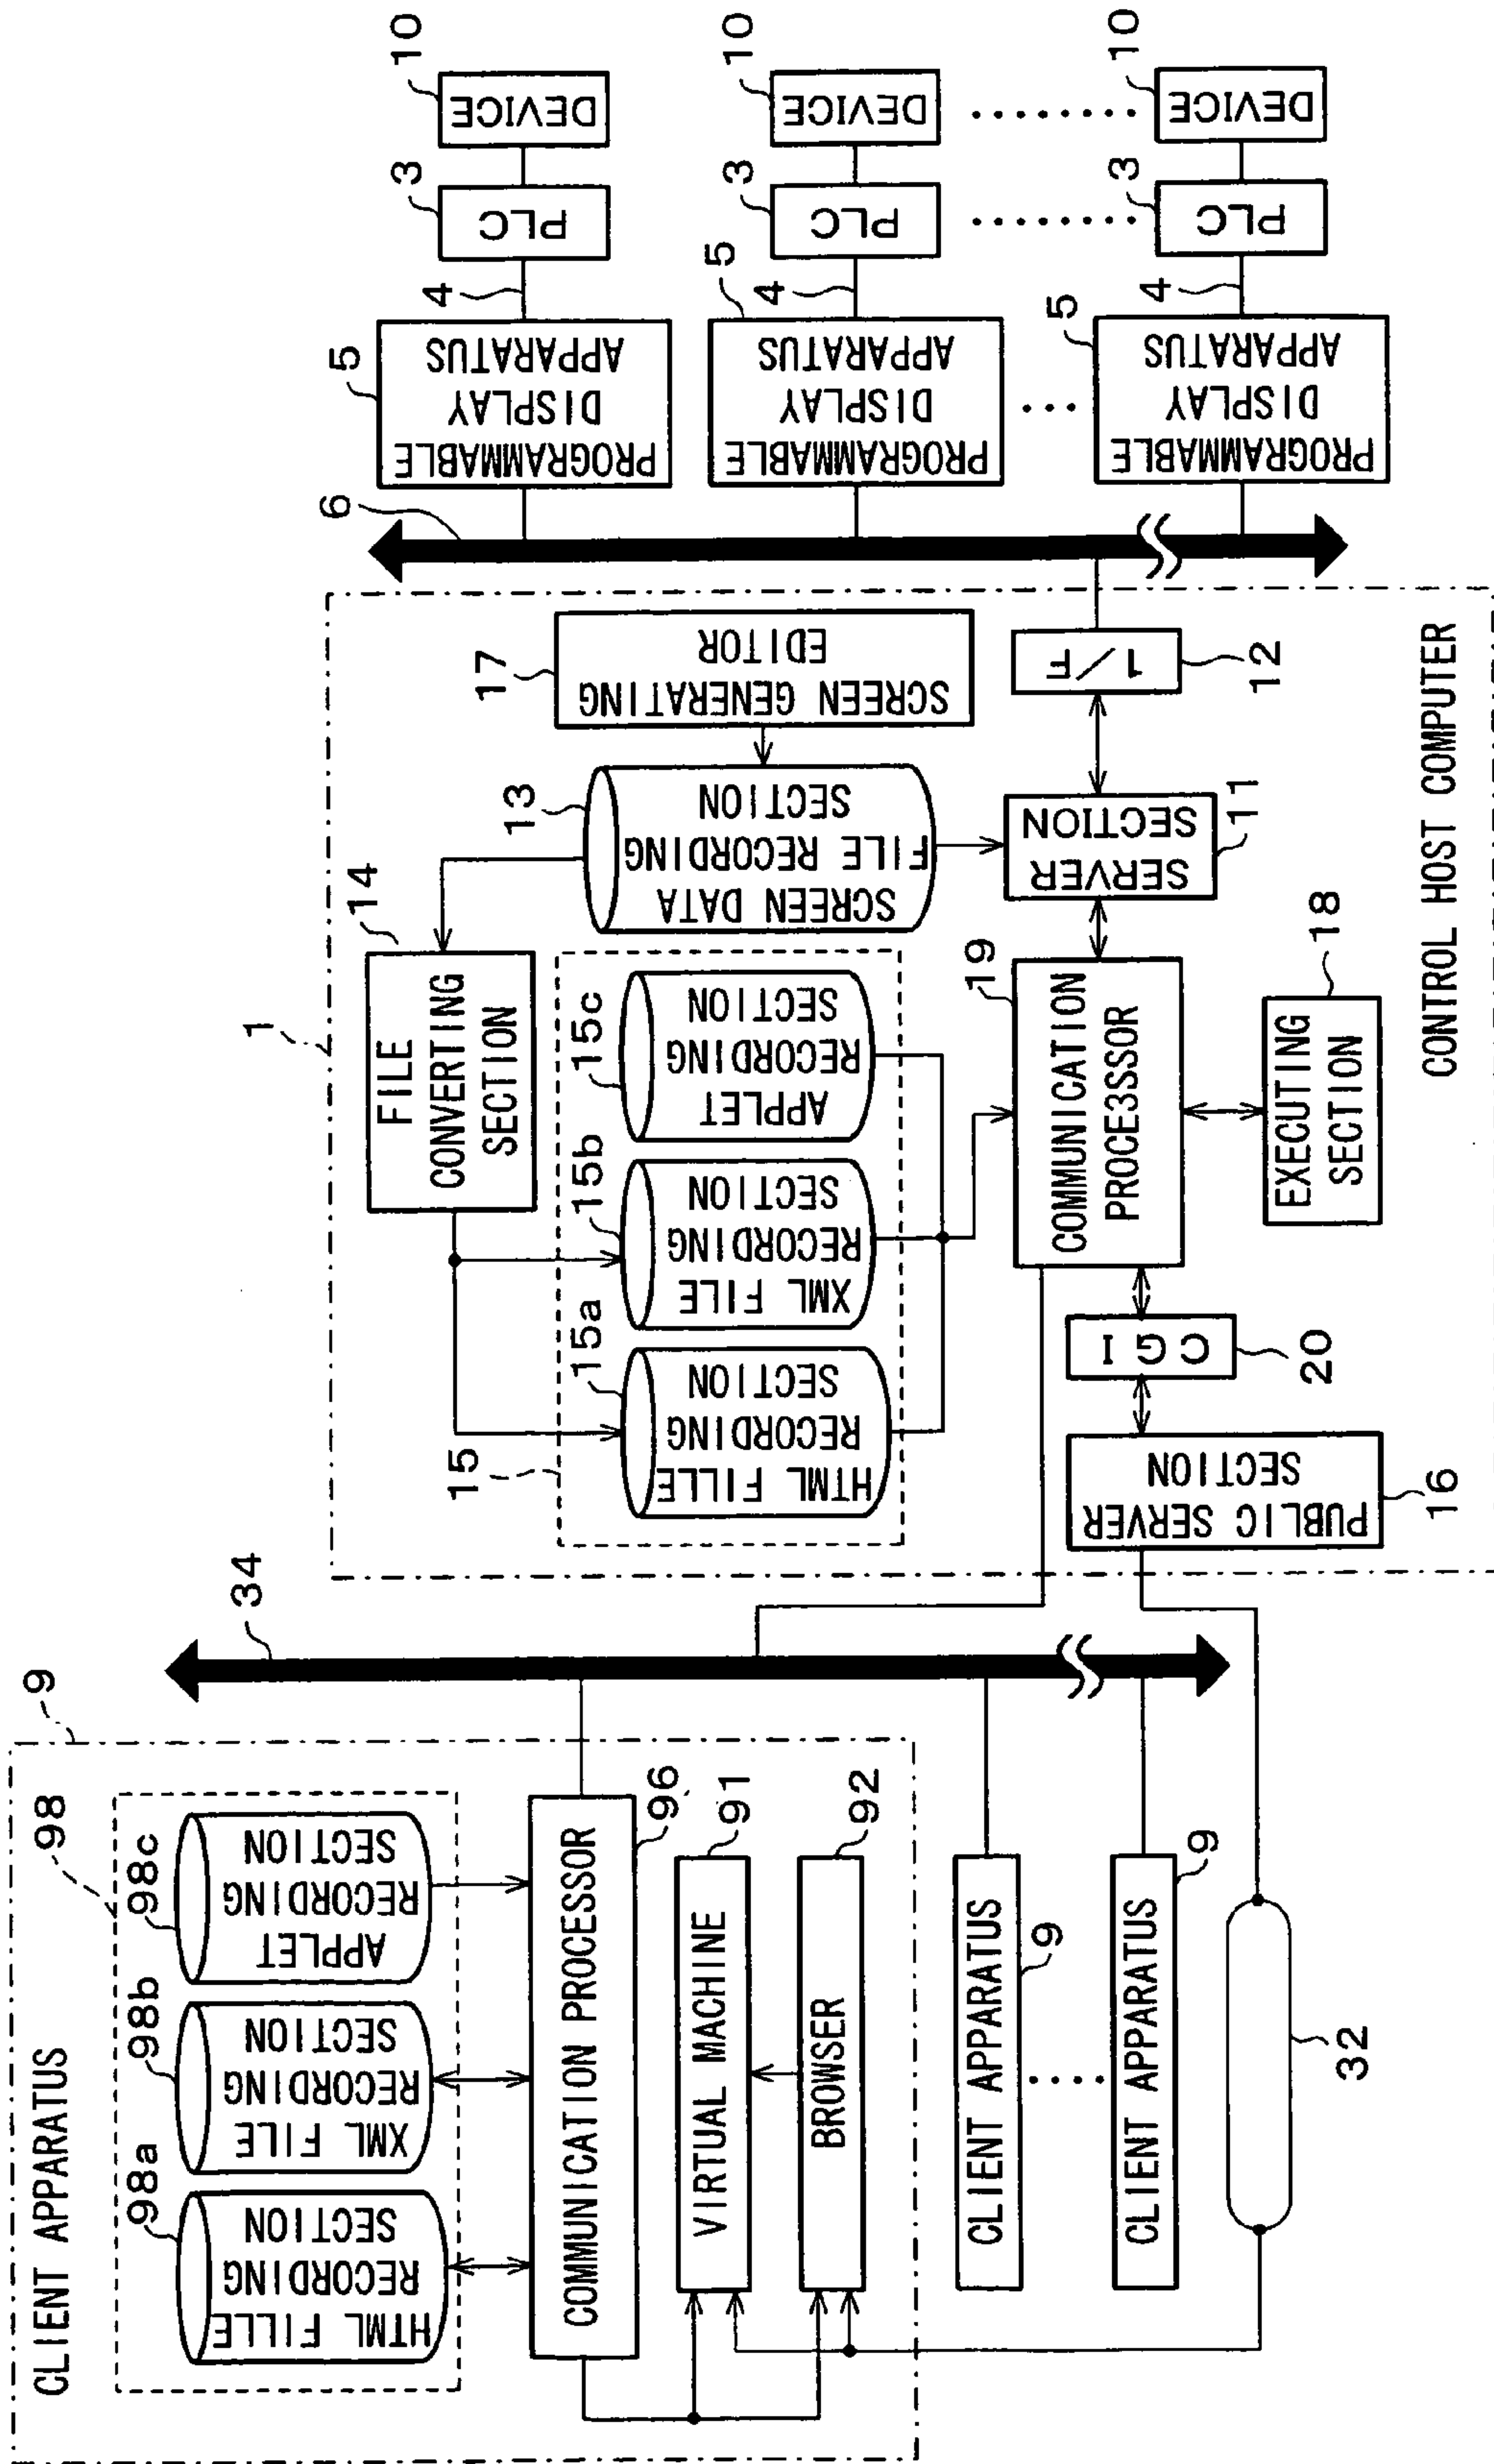 CLIENT APPARATUS
9
98
98a
98b
98c
HTML FILLE
RECORDING
SECTION
XML FILE
RECORDING
SECTION
APPLET
RECORDING
SECTION
COMMUNICATION PROCESSOR
96
VIRTUAL MACHINE
91
BROWSER
92
CLIENT APPARATUS
9
CLIENT APPARATUS
9
32
34
1
FILE
CONVERTING
SECTION
14
15
15a
15b
15c
HTML FILLE
RECORDING
SECTION
XML FILE
RECORDING
SECTION
APPLET
RECORDING
SECTION
SCREEN DATA
FILE RECORDING
SECTION
13
SCREEN GENERATING
EDITOR
17
PUBLIC SERVER
SECTION
16
CGI
20
COMMUNICATION
PROCE3SSOR
19
EXECUTING
SECTION
18
SERVER
SECTION
11
1/F
12
CONTROL HOST COMPUTER
6
PROGRAMMABLE
DISPLAY
APPARATUS
5
4
PLC
3
DEVICE
10
PROGRAMMABLE
DISPLAY
APPARATUS
5
4
PLC
3
DEVICE
10
PROGRAMMABLE
DISPLAY
APPARATUS
5
4
PLC
3
DEVICE
10